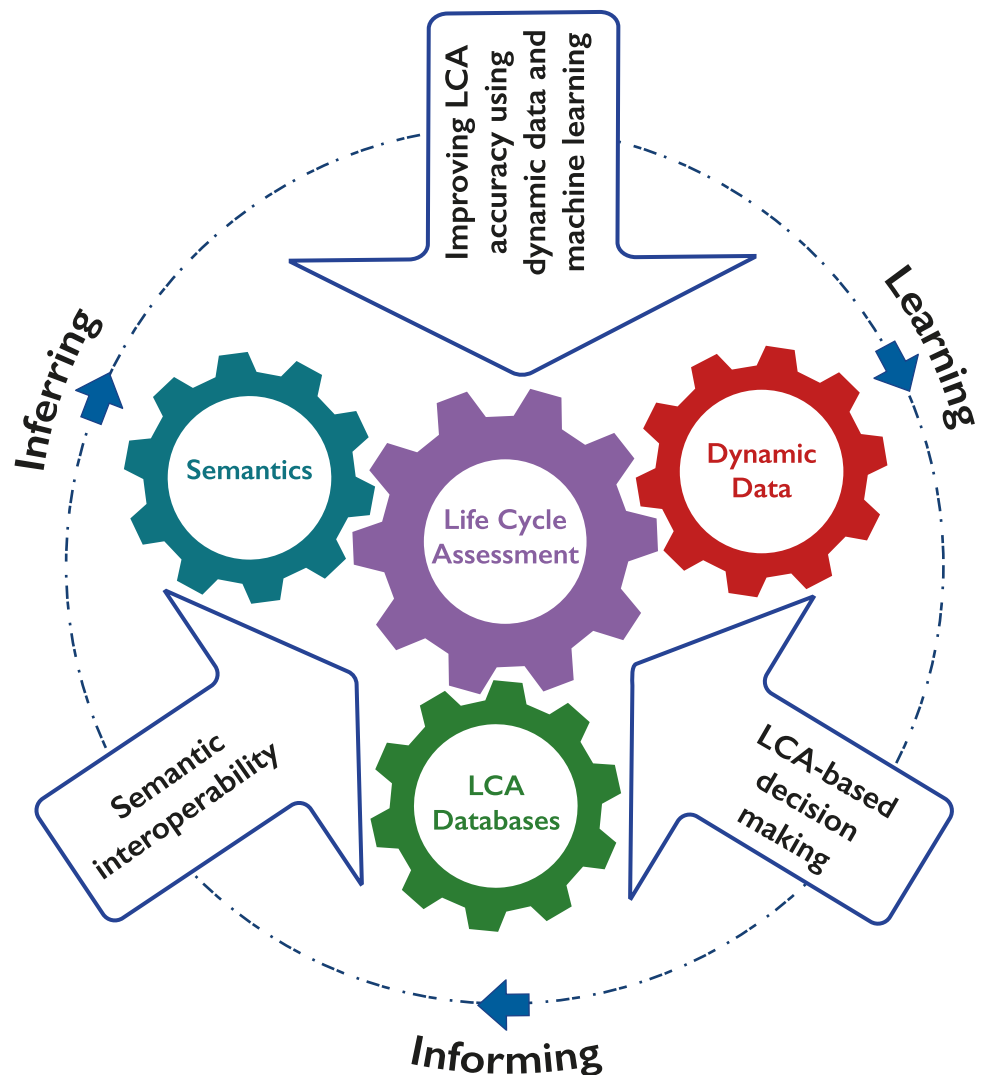 Improving LCA
accuracy using
dynamic data and
machine learning
Learning
Inferring
Semantics
Dynamic
Data
Life Cycle
Assessment
Semantic
interoperability
LCA
Databases
LCA-based
decision
making
Informing